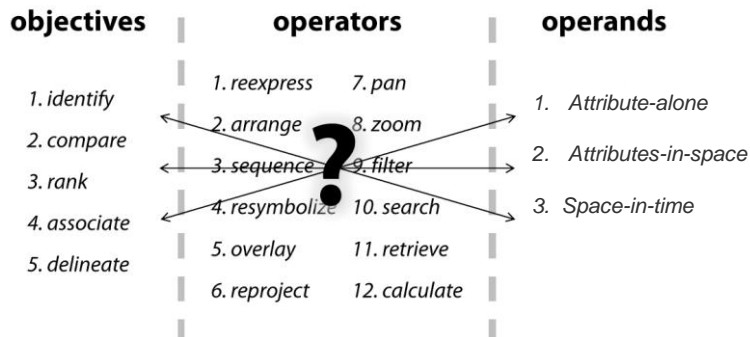 objectives
operators
operands
1. identify
2. compare
3. rank
4. associate
5. delineate
1. reexpress
2. arrange
3. sequence
4. resymbolize
5. overlay
6. reproject
7. pan
8. zoom
9. filter
10. search
11. retrieve
12. calculate
?
1. Attribute-alone
2. Attributes-in-space
3. Space-in-time